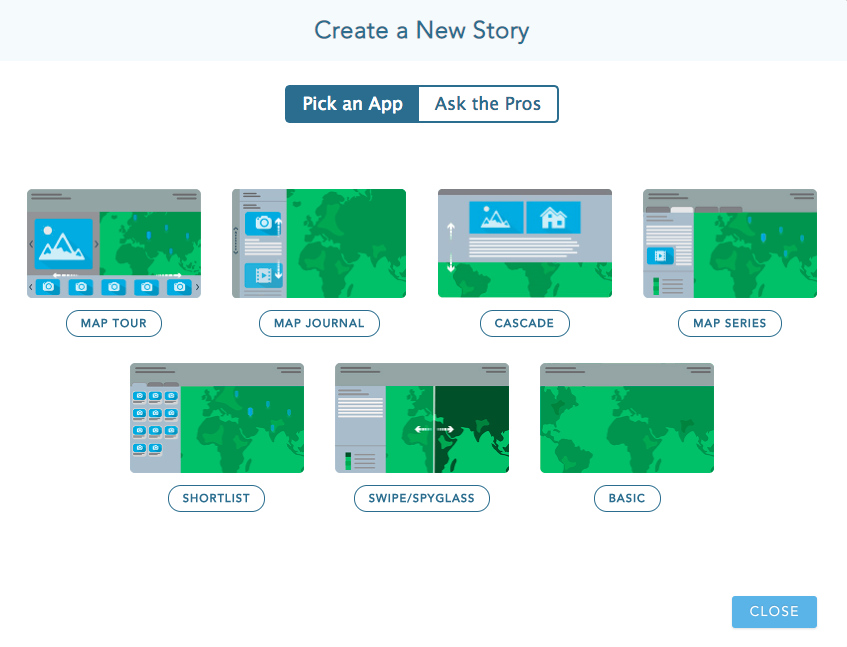 Create a New Story
Pick an App
Ask the Pros
MAP TOUR
MAP JOURNAL
CASCADE
MAP SERIES
SHORTLIST
SWIPE/SPYGLASS
BASIC
CLOSE